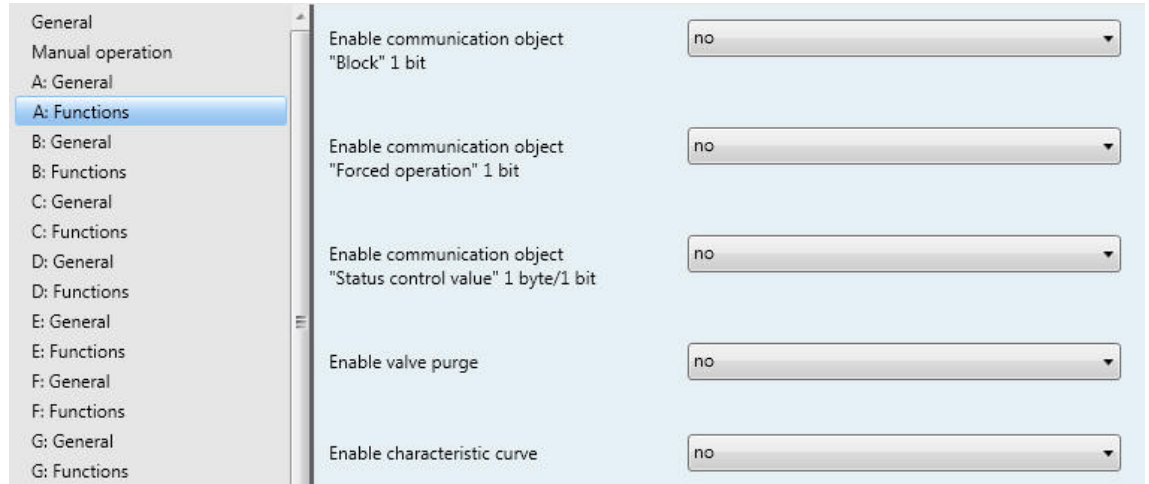 General
Manual operation
A: General
A: Functions
B: General
B: Functions
C: General
C: Functions
D: General
D: Functions
E: General
E: Functions
F: General
F: Functions
G: General
G: Functions
Enable communication object
"Block" 1 bit
no
Enable communication object
"Forced operation" 1 bit
no
Enable communication object
"Status control value" 1 byte/1 bit
no
Enable valve purge
no
Enable characteristic curve
no